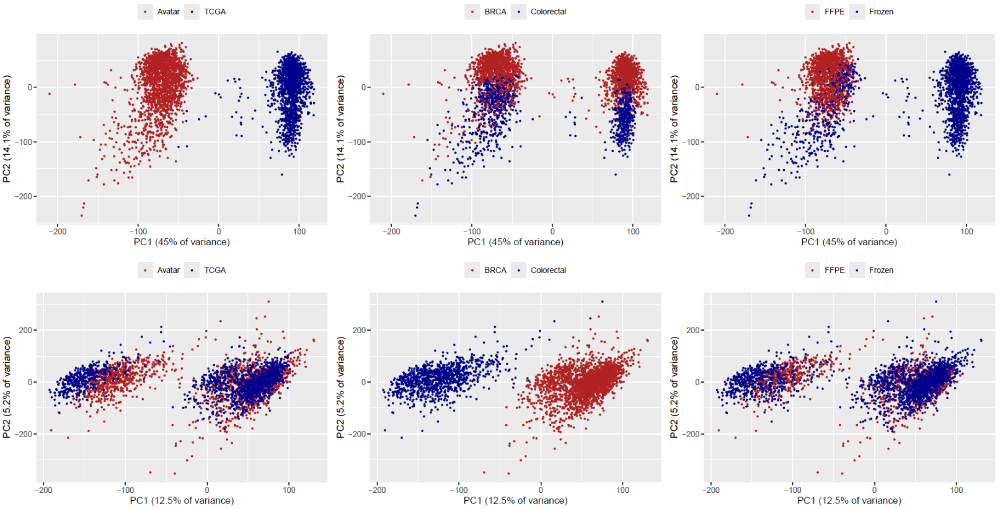 Avatar TCGA
BRCA Colorectal
FFPE Frozen
PC2 (14.1% of variance)
0
−100
−200
−200 −100 0 100
PC1 (45% of variance)
PC2 (14.1% of variance)
0
−100
−200
−200 −100 0 100
PC1 (45% of variance)
PC2 (14.1% of variance)
0
−100
−200
−200 −100 0 100
PC1 (45% of variance)
Avatar TCGA
BRCA Colorectal
FFPE Frozen
PC2 (5.2% of variance)
200
0
−200
−200 −100 0 100
PC1 (12.5% of variance)
PC2 (5.2% of variance)
200
0
−200
−200 −100 0 100
PC1 (12.5% of variance)
PC2 (5.2% of variance)
200
0
−200
−200 −100 0 100
PC1 (12.5% of variance)